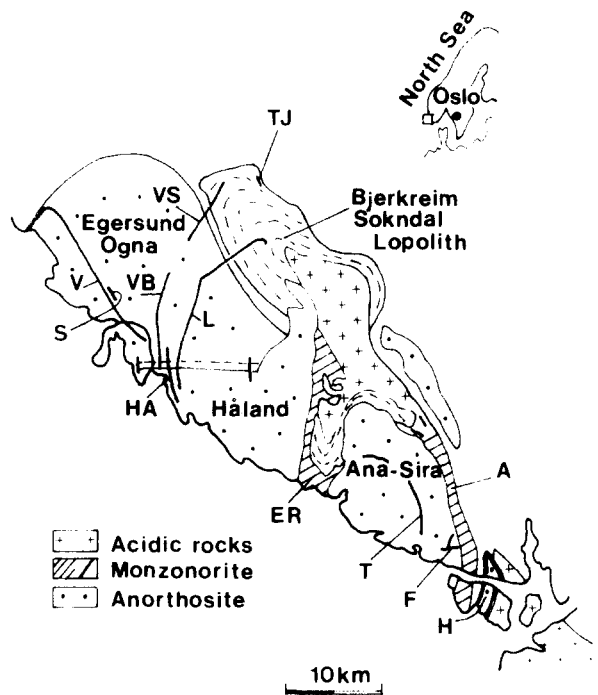 North Sea
Oslo
TJ
VS
Bjerkreim
Sokndal
Lopolith
Egersund
Ogna
V
VB
S
L
HA
Håland
Ana-Sira
A
ER
T
F
H
Acidic rocks
Monzonorite
Anorthosite
10km